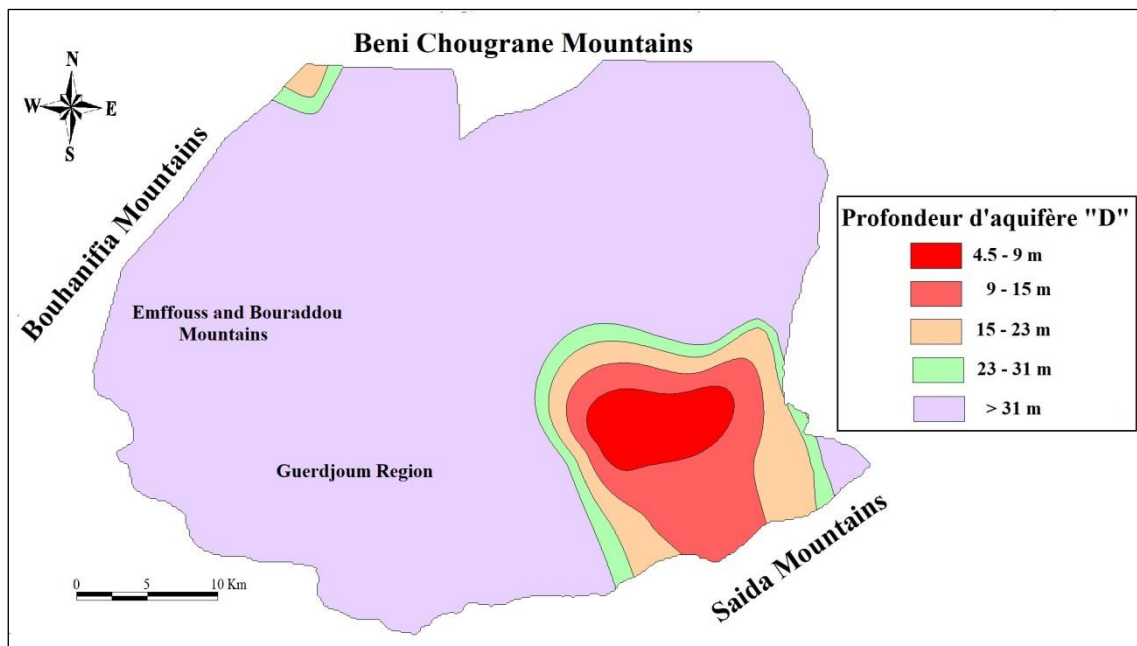 Beni Chougrane Mountains
N
W
E
S
Bouhanifia Mountains
Emffouss and Bouraddou
Mountains
Guerdjoum Region
Saida Mountains
0 5 10 Km
Profondeur d'aquifère "D"
4.5 - 9 m
9 - 15 m
15 - 23 m
23 - 31 m
> 31 m